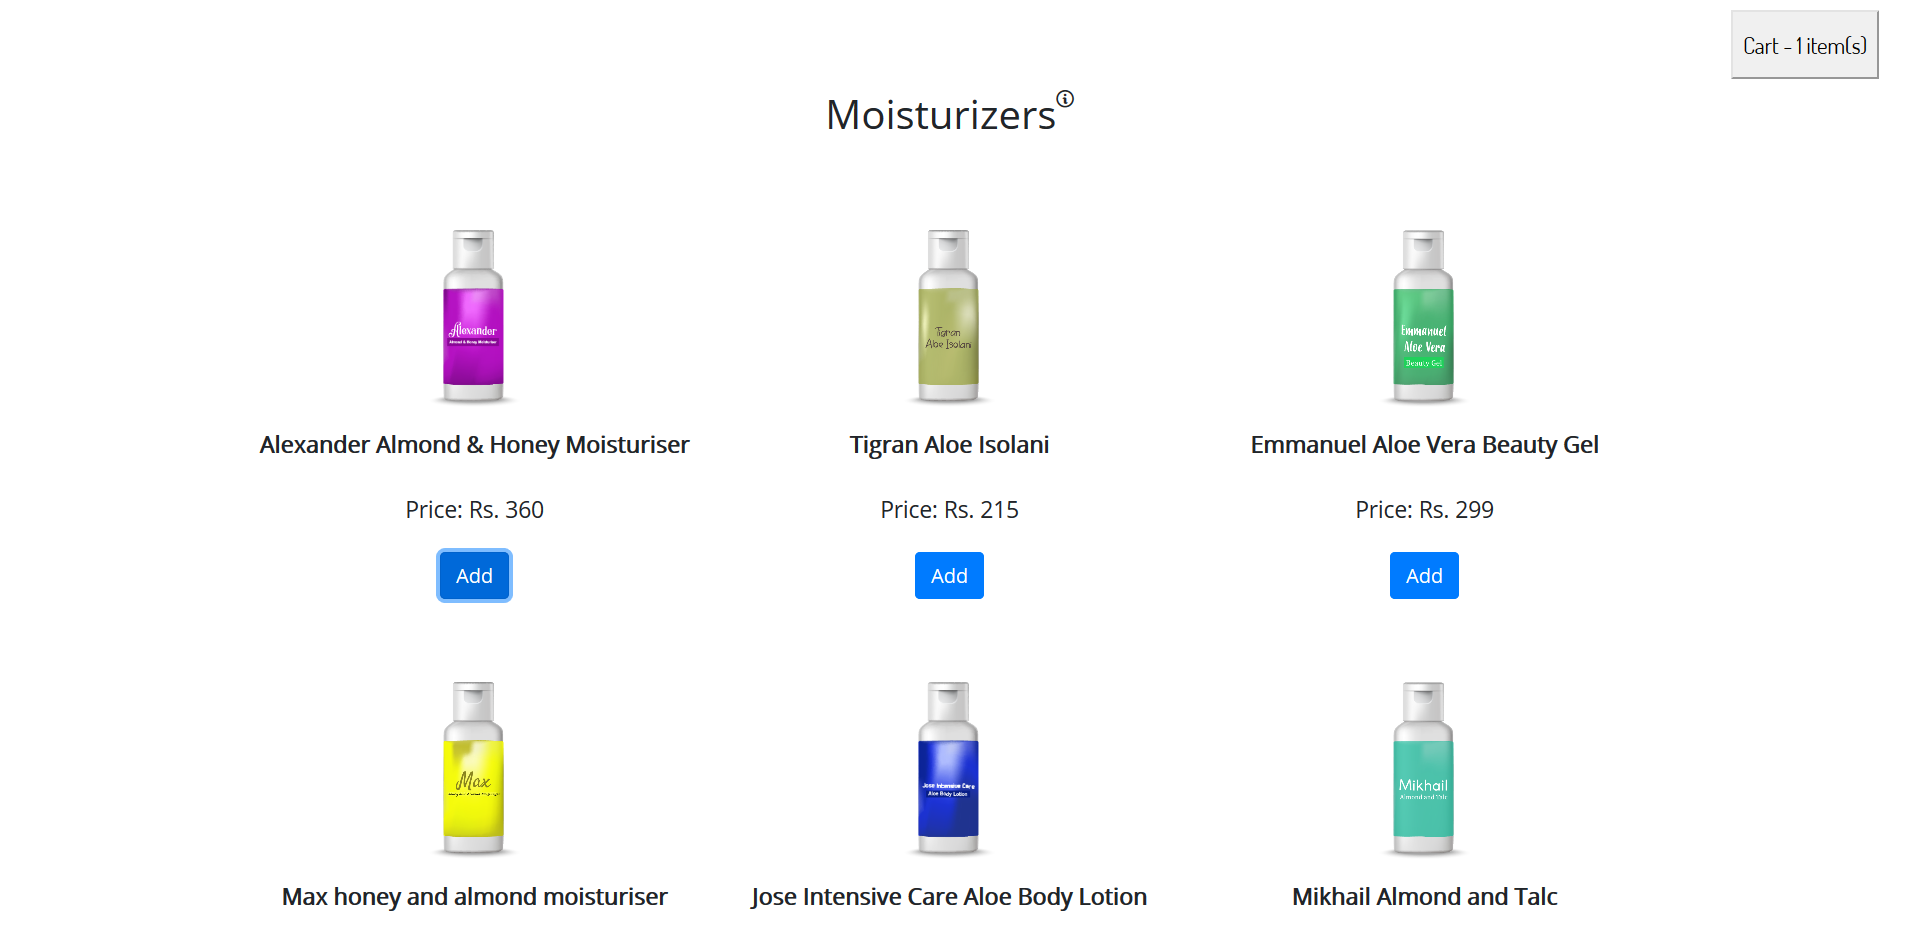 Cart - 1 item(s)
Moisturizers
Alexander
Almond & Honey Moisturiser
Tigran
Aloe Isolani
Emmanuel
Aloe Vera
Beauty Gel
Alexander Almond & Honey Moisturiser
Tigran Aloe Isolani
Emmanuel Aloe Vera Beauty Gel
Price: Rs. 360
Price: Rs. 215
Price: Rs. 299
Add
Add
Add
Max
Jose Intensive Care
Aloe Body Lotion
Mikhail
Almond and Talc
Max honey and almond moisturiser
Jose Intensive Care Aloe Body Lotion
Mikhail Almond and Talc